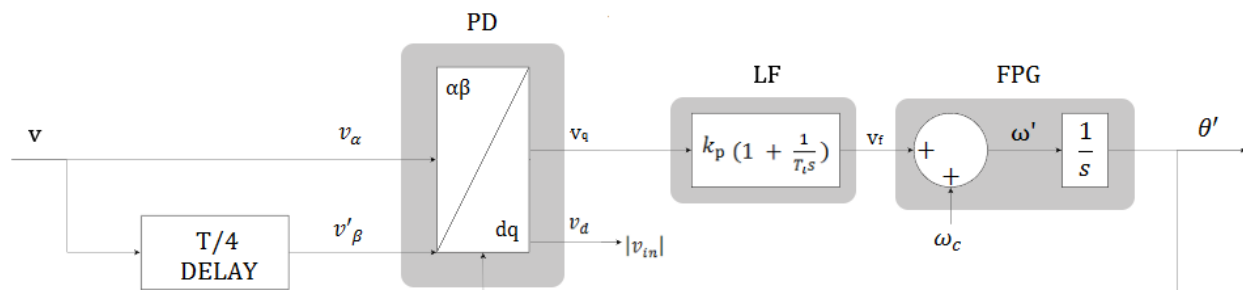 PD
LF
FPG
αβ
v
v_α
v_q
k_p (1 + 1/T_i s)
v_f
+
+
ω'
1/s
θ'
T/4
DELAY
v'_β
dq
v_d
|v_in|
ω_c